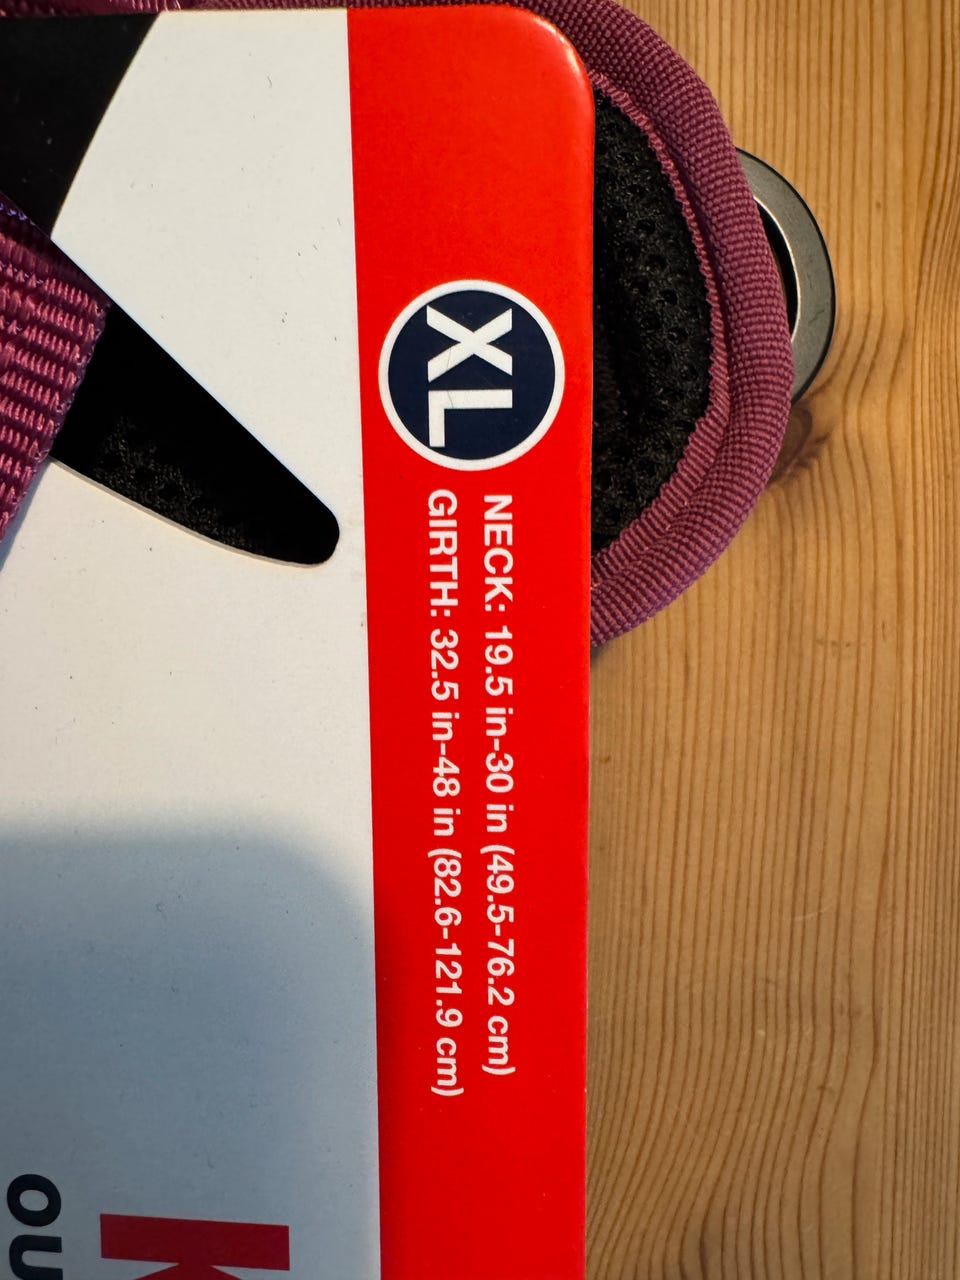 XL
NECK: 19.5 in-30 in (49.5-76.2 cm)
GIRTH: 32.5 in-48 in (82.6-121.9 cm)